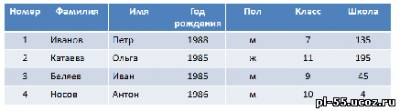 Номер Фамилия Имя Год рождения Пол Класс Школа
1 Иванов Петр 1988 м 7 135
2 Катаева Ольга 1985 ж 11 195
3 Беляев Иван 1985 м 9 45
4 Носов Антон 1986 м 10 4
pl-55.ucoz.ru